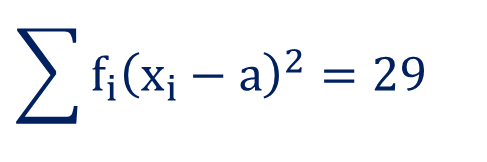 ∑ fᵢ(xᵢ − a)² = 29